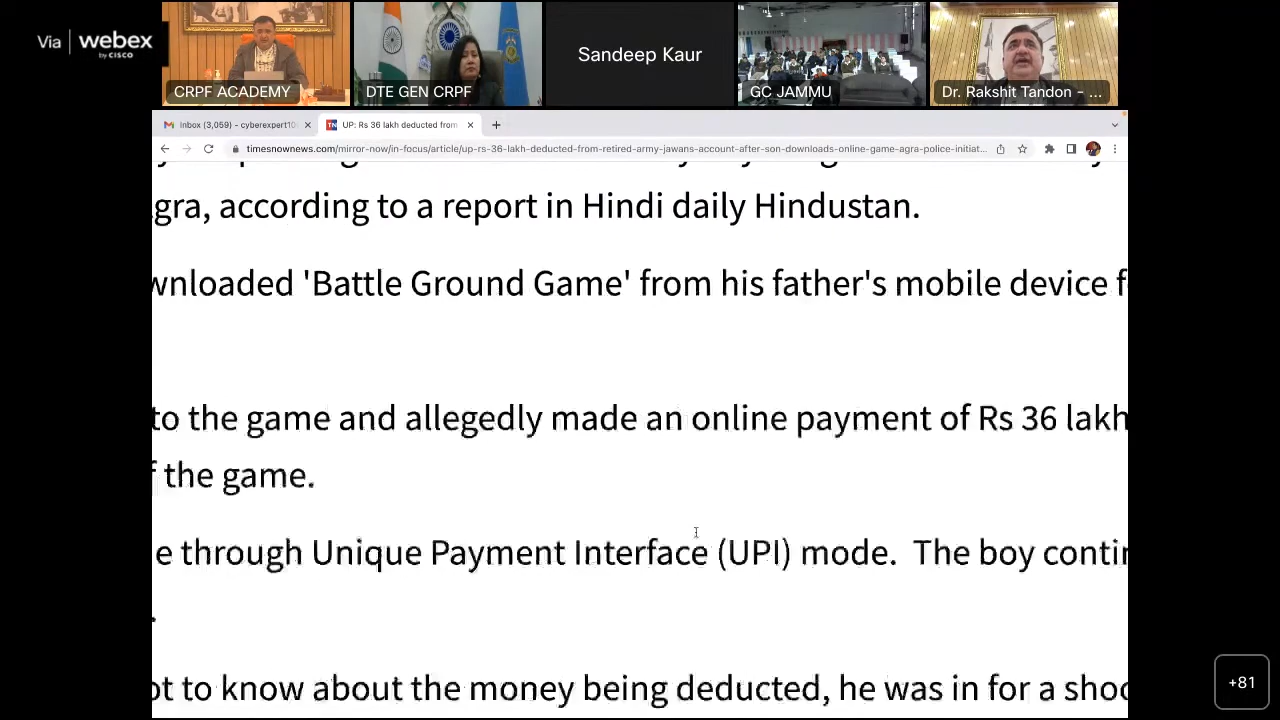 Via webex
by CISCO
CRPF ACADEMY
DTE GEN CRPF
Sandeep Kaur
GC JAMMU
Dr. Rakshit Tandon - ...
Inbox (3,059) - cyberexpert10
UP: Rs 36 lakh deducted from
timesnownews.com/mirror-now/in-focus/article/up-rs-36-lakh-deducted-from-retired-army-jawans-account-after-son-downloads-online-game-agra-police-initiat...
gra, according to a report in Hindi daily Hindustan.
wnloaded 'Battle Ground Game' from his father's mobile device f
to the game and allegedly made an online payment of Rs 36 lakh
f the game.
e through Unique Payment Interface (UPI) mode. The boy contin
.
ot to know about the money being deducted, he was in for a shoc
+81